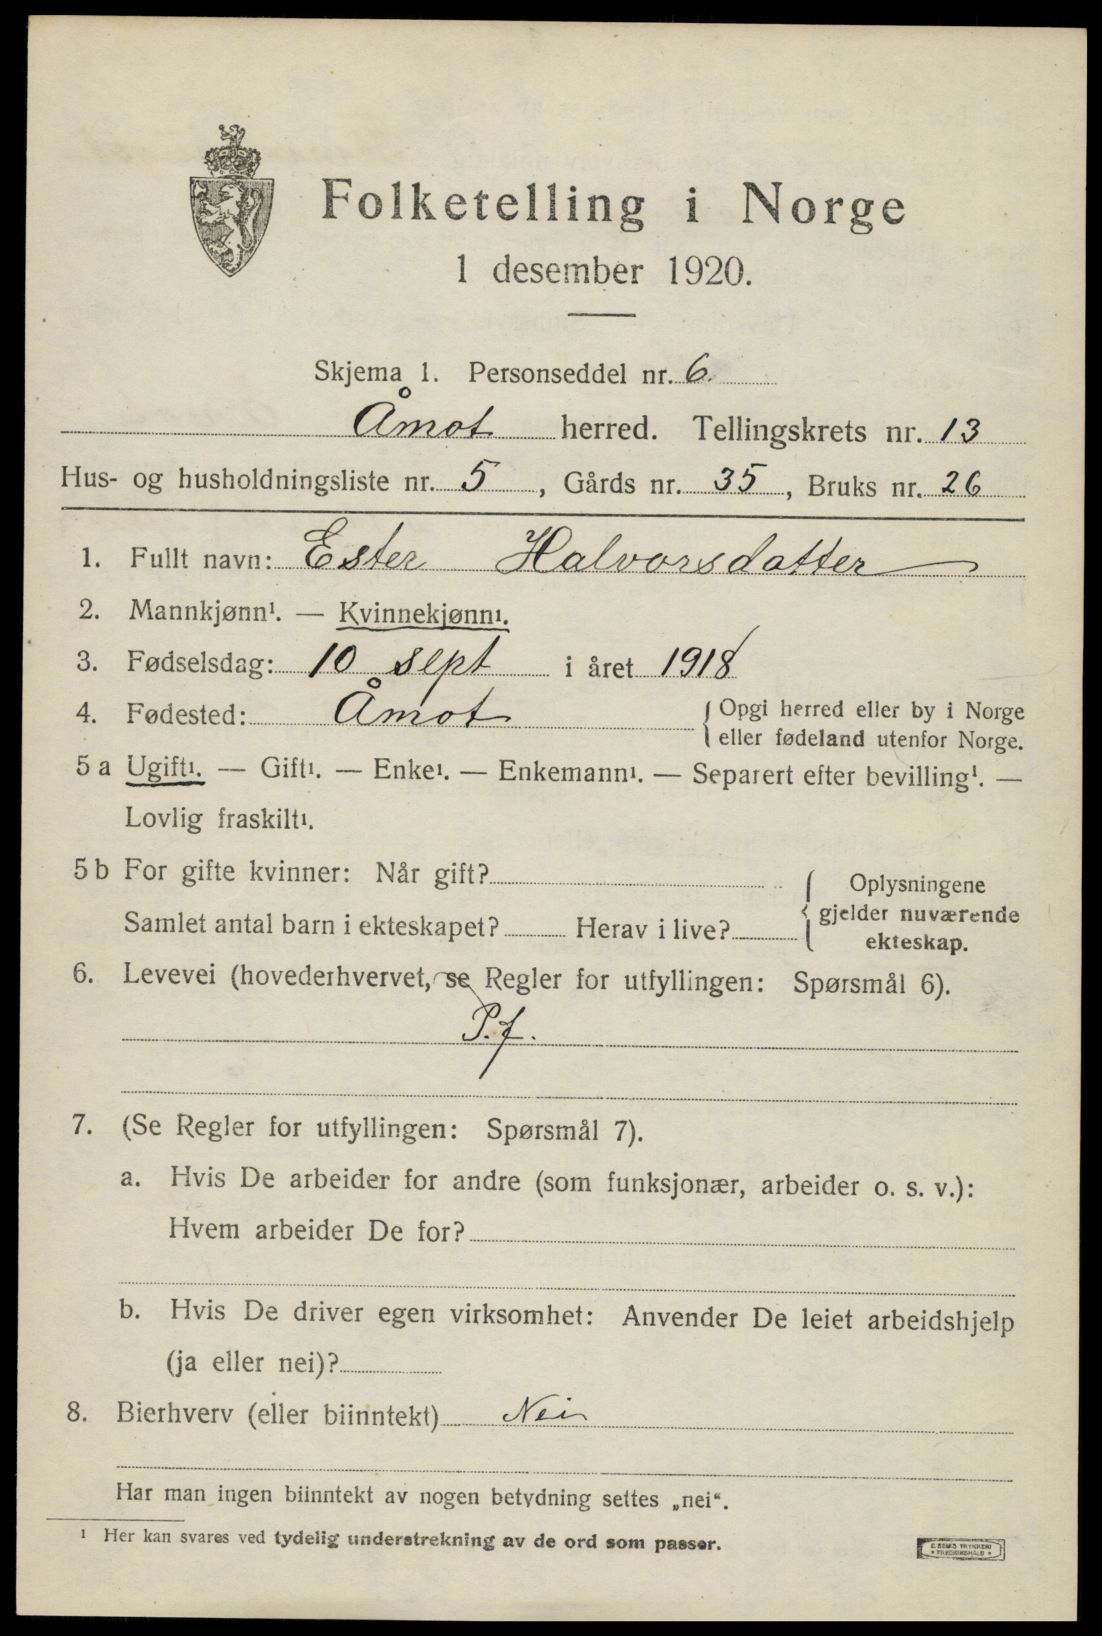 Folketelling i Norge
1 desember 1920.
Skjema 1. Personseddel nr. 6.
Åmot herred. Tellingskrets nr. 13
Hus- og husholdningsliste nr. 5, Gårds nr. 35, Bruks nr. 26
1. Fullt navn: Ester Halvorsdatter
2. Mannkjønn¹. — Kvinnekjønn¹.
3. Fødselsdag: 10 sept i året 1918
4. Fødested: Åmot { Opgi herred eller by i Norge
eller fødeland utenfor Norge.
5 a Ugift¹. — Gift¹. — Enke¹. — Enkemann¹. — Separert efter bevilling¹. —
Lovlig fraskilt¹.
5 b For gifte kvinner: Når gift?
Samlet antal barn i ekteskapet? Herav i live?
{ Oplysningene
gjelder nuværende
ekteskap.
6. Levevei (hovederhvervet, se Regler for utfyllingen: Spørsmål 6).
P.f.
7. (Se Regler for utfyllingen: Spørsmål 7).
a. Hvis De arbeider for andre (som funksjonær, arbeider o. s. v.):
Hvem arbeider De for?
b. Hvis De driver egen virksomhet: Anvender De leiet arbeidshjelp
(ja eller nei)?
8. Bierhverv (eller biinntekt) Nei
Har man ingen biinntekt av nogen betydning settes „nei“.
¹ Her kan svares ved tydelig understrekning av de ord som passer.
E. SEM'S TRYKKERI
• FREDRIKSHALD •